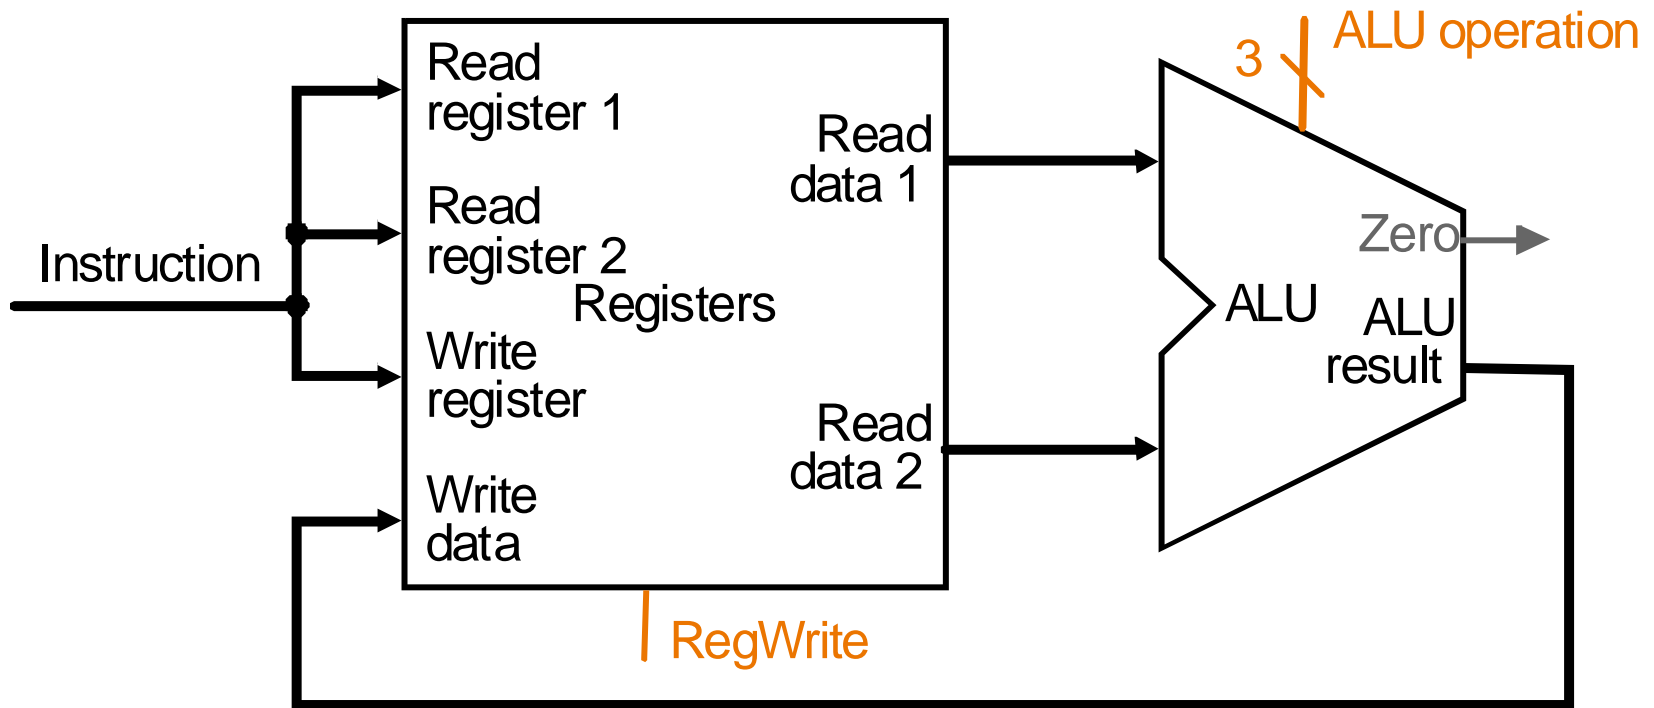 Instruction
Read
register 1
Read
register 2
Registers
Write
register
Write
data
Read
data 1
Read
data 2
RegWrite
3
ALU operation
Zero
ALU
ALU
result